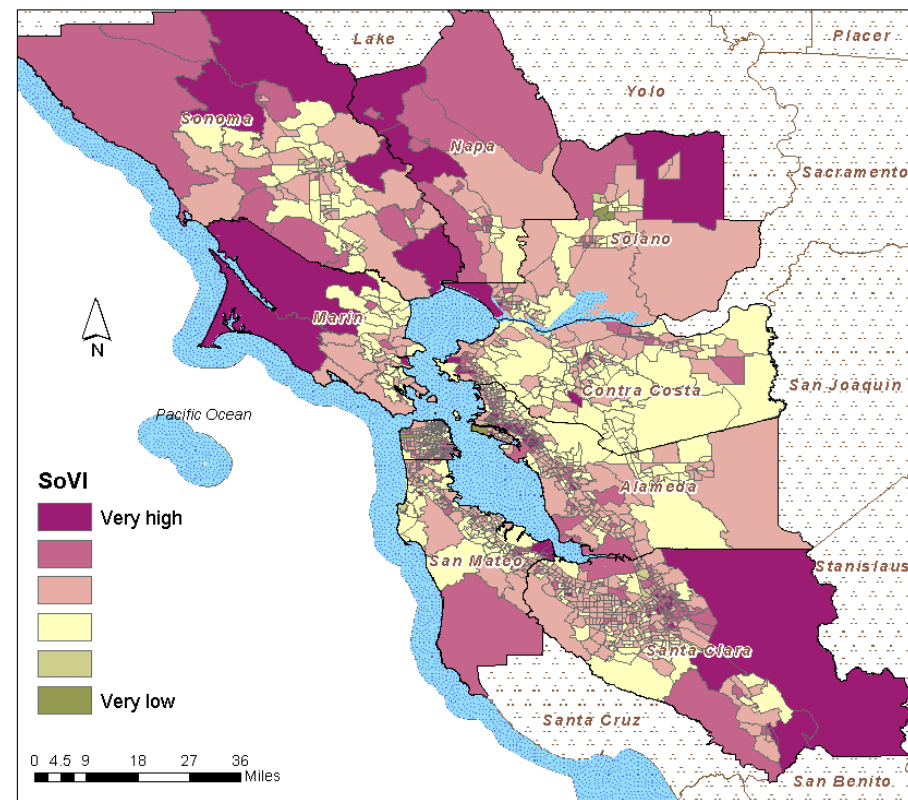 Lake
Placer
Yolo
Sonoma
Napa
Sacramento
Solano
Marin
N
San Joaquin
Contra Costa
Pacific Ocean
SoVI
Alameda
Very high
San Mateo
Stanislaus
Santa Clara
Very low
Santa Cruz
0 4.5 9 18 27 36
Miles
San Benito